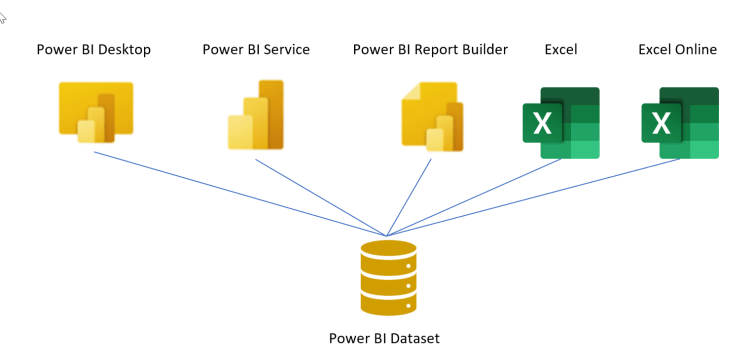 Power BI Desktop
Power BI Service
Power BI Report Builder
Excel
Excel Online
X
X
Power BI Dataset